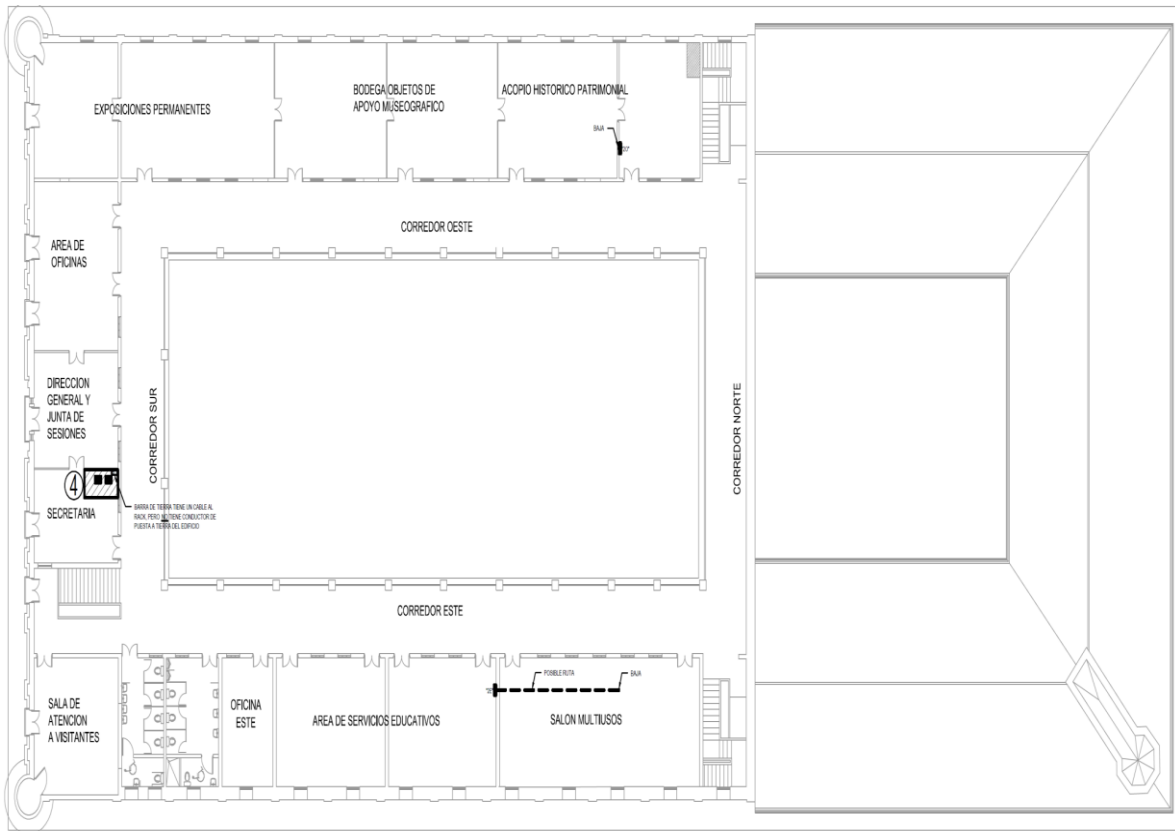 EXPOSICIONES PERMANENTES
BODEGA OBJETOS DE
APOYO MUSEOGRAFICO
ACOPIO HISTORICO PATRIMONIAL
BAJA
CORREDOR OESTE
AREA DE
OFICINAS
DIRECCION
GENERAL Y
JUNTA DE
SESIONES
CORREDOR SUR
CORREDOR NORTE
4
SECRETARIA
BARRA DE TIERRA TIENE UN CABLE AL
RACK, PERO NO TIENE CONDUCTOR DE
PUESTA A TIERRA DEL EDIFICIO
CORREDOR ESTE
POSIBLE RUTA
BAJA
SALA DE
ATENCION
A VISITANTES
OFICINA
ESTE
AREA DE SERVICIOS EDUCATIVOS
SALON MULTIUSOS